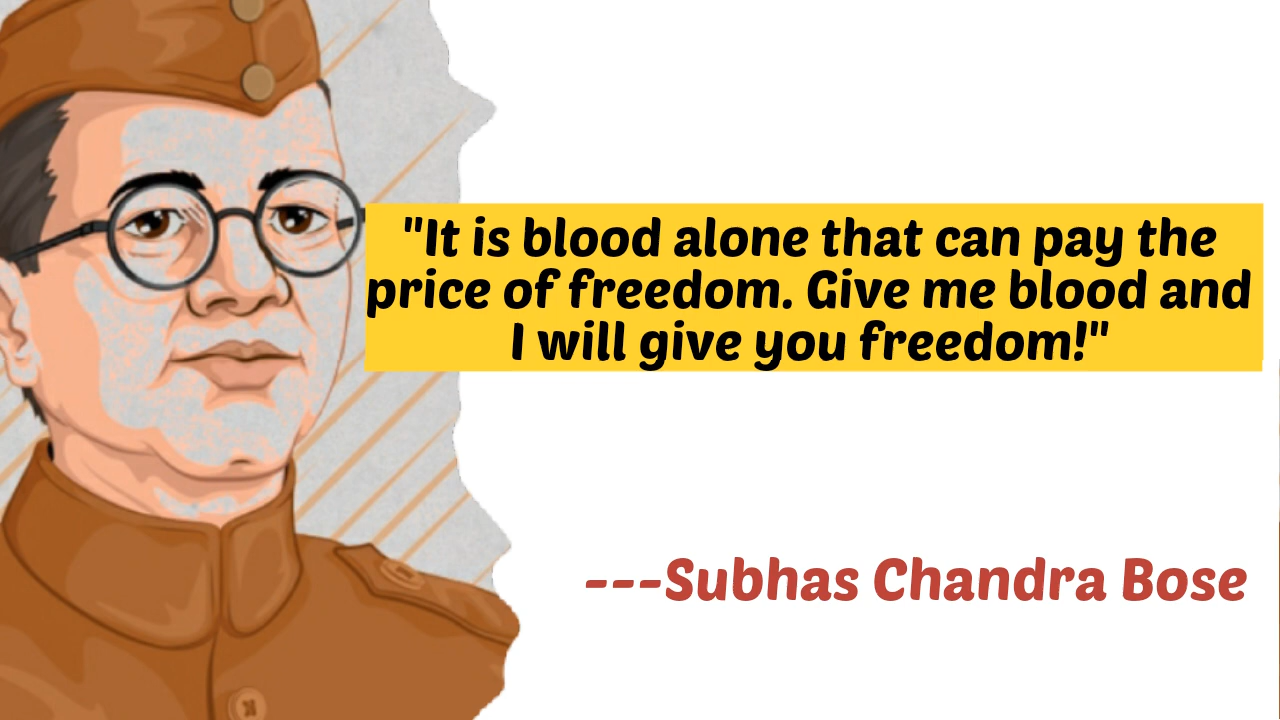 "It is blood alone that can pay the
price of freedom. Give me blood and
I will give you freedom!"
---Subhas Chandra Bose